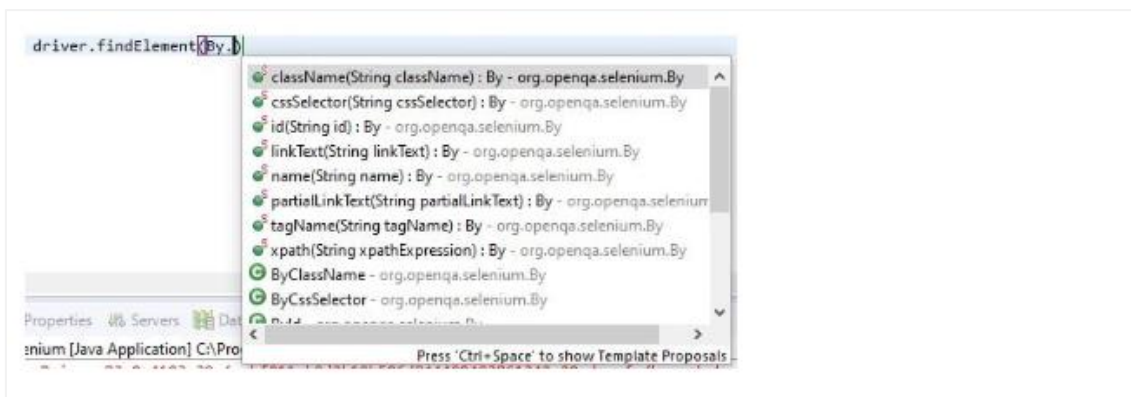 driver.findElement(By.)
className(String className) : By - org.openqa.selenium.By
cssSelector(String cssSelector) : By - org.openqa.selenium.By
id(String id) : By - org.openqa.selenium.By
linkText(String linkText) : By - org.openqa.selenium.By
name(String name) : By - org.openqa.selenium.By
partialLinkText(String partialLinkText) : By - org.openqa.selenium
tagName(String tagName) : By - org.openqa.selenium.By
xpath(String xpathExpression) : By - org.openqa.selenium.By
ByClassName - org.openqa.selenium.By
ByCssSelector - org.openqa.selenium.By
Properties Servers Dat
enium [Java Application] C:\Pro
Press 'Ctrl+Space' to show Template Proposals